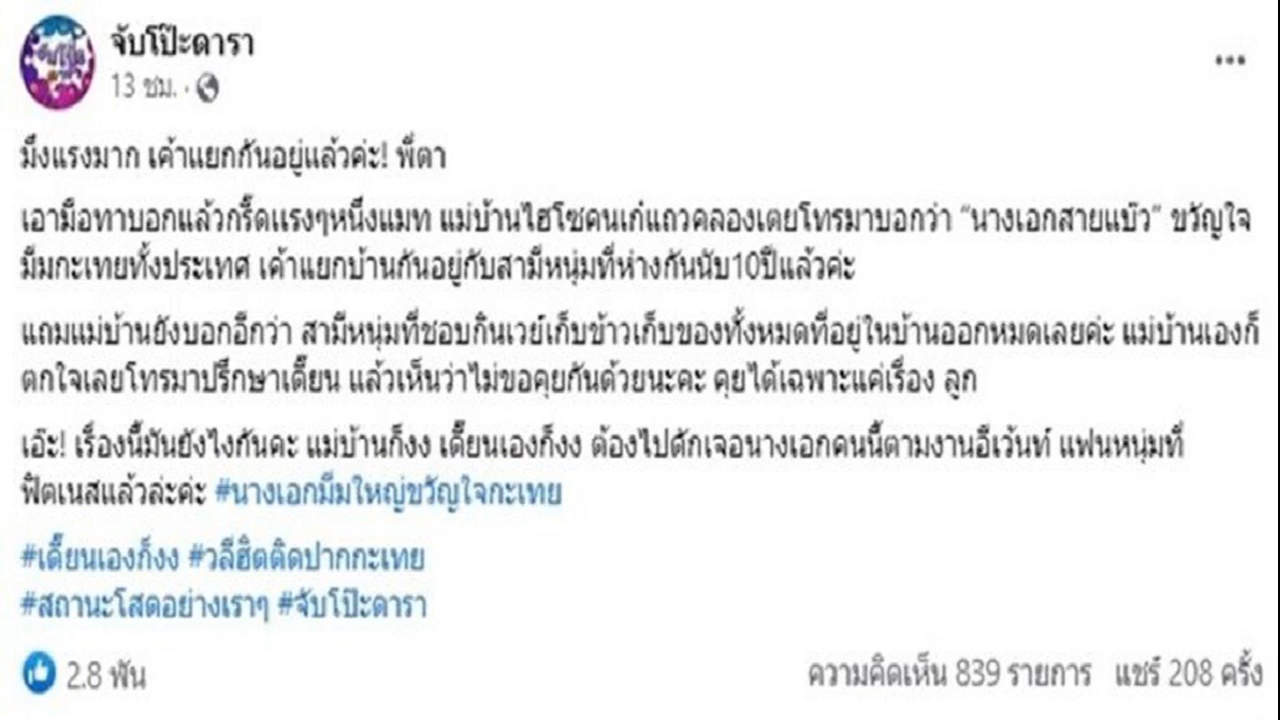 จับโป๊ะดารา
13 ชม.
มึงแรงมาก เค้าแยกกันอยู่แล้วค่ะ! พี่ตา
เอามือทาบอกแล้วกรี๊ดแรงๆหนึ่งแมท แม่บ้านไฮโซคนเก่แถวคลองเตยโทรมาบอกว่า “นางเอกสายแบ๊ว” ขวัญใจ
มีมกะเทยทั้งประเทศ เค้าแยกบ้านกันอยู่กับสามีหนุ่มที่ห่างกันนับ10ปีแล้วค่ะ
แถมแม่บ้านยังบอกอีกว่า สามีหนุ่มที่ชอบกินเวย์เก็บข้าวเก็บของทั้งหมดที่อยู่ในบ้านออกหมดเลยค่ะ แม่บ้านเองก็
ตกใจเลยโทรมาปรึกษาเดี๊ยน แล้วเห็นว่าไม่ขอคุยกันด้วยนะคะ คุยได้เฉพาะแค่เรื่อง ลูก
เอ๊ะ! เรื่องนี้มันยังไงกันคะ แม่บ้านก็งง เดี๊ยนเองก็งง ต้องไปดักเจอนางเอกคนนี้ตามงานอีเว้นท์ แฟนหนุ่มที่
ฟิตเนสแล้วล่ะค่ะ #นางเอกมีมใหญ่ขวัญใจกะเทย
#เดี๊ยนเองก็งง #วลีฮิตติดปากกะเทย
#สถานะโสดอย่างเราๆ #จับโป๊ะดารา
2.8 พัน
ความคิดเห็น 839 รายการ แชร์ 208 ครั้ง